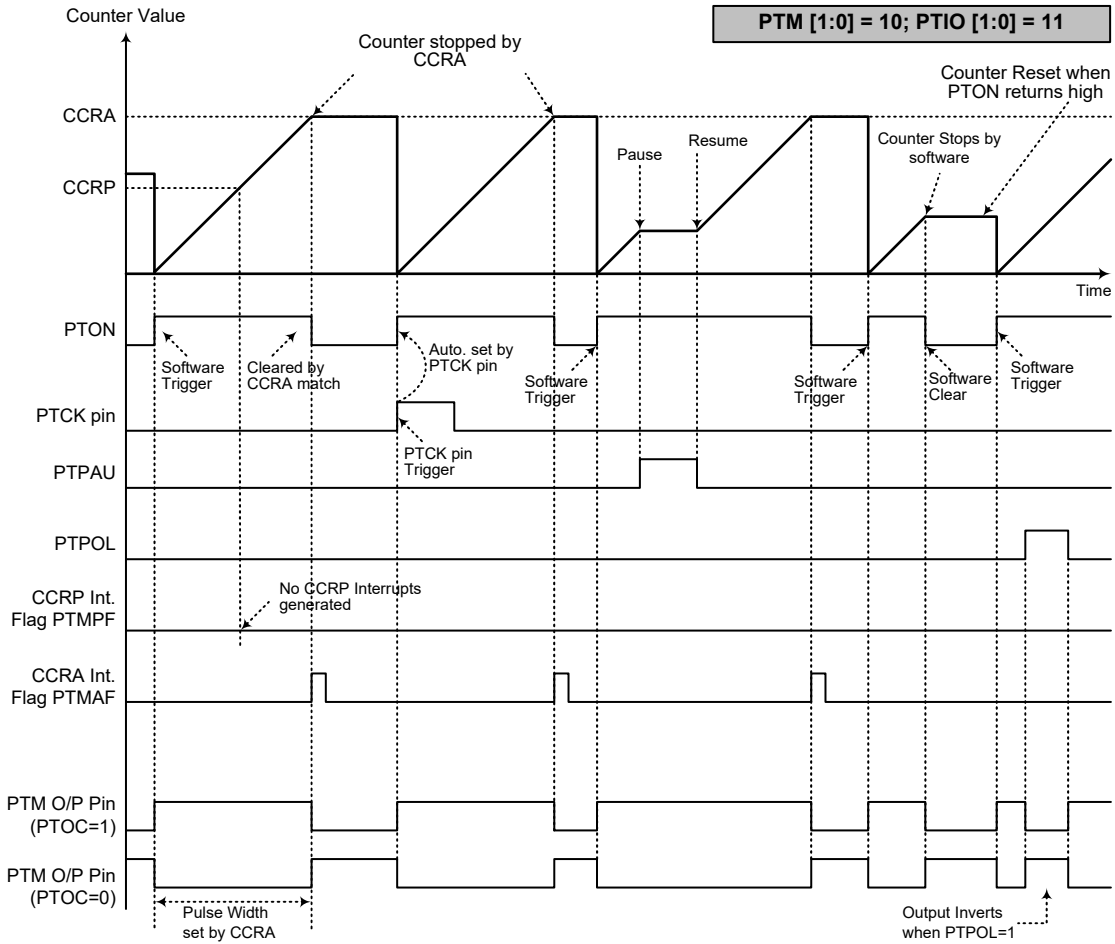 Counter Value
PTM [1:0] = 10; PTIO [1:0] = 11
Counter stopped by
CCRA
Counter Reset when
PTON returns high
CCRA
Pause
Resume
Counter Stops by
software
CCRP
Time
PTON
Software
Trigger
Cleared by
CCRA match
Auto. set by
PTCK pin
Software
Trigger
Software
Trigger
Software
Clear
Software
Trigger
PTCK pin
PTCK pin
Trigger
PTPAU
PTPOL
CCRP Int.
Flag PTMPF
No CCRP Interrupts
generated
CCRA Int.
Flag PTMAF
PTM O/P Pin
(PTOC=1)
PTM O/P Pin
(PTOC=0)
Pulse Width
set by CCRA
Output Inverts
when PTPOL=1